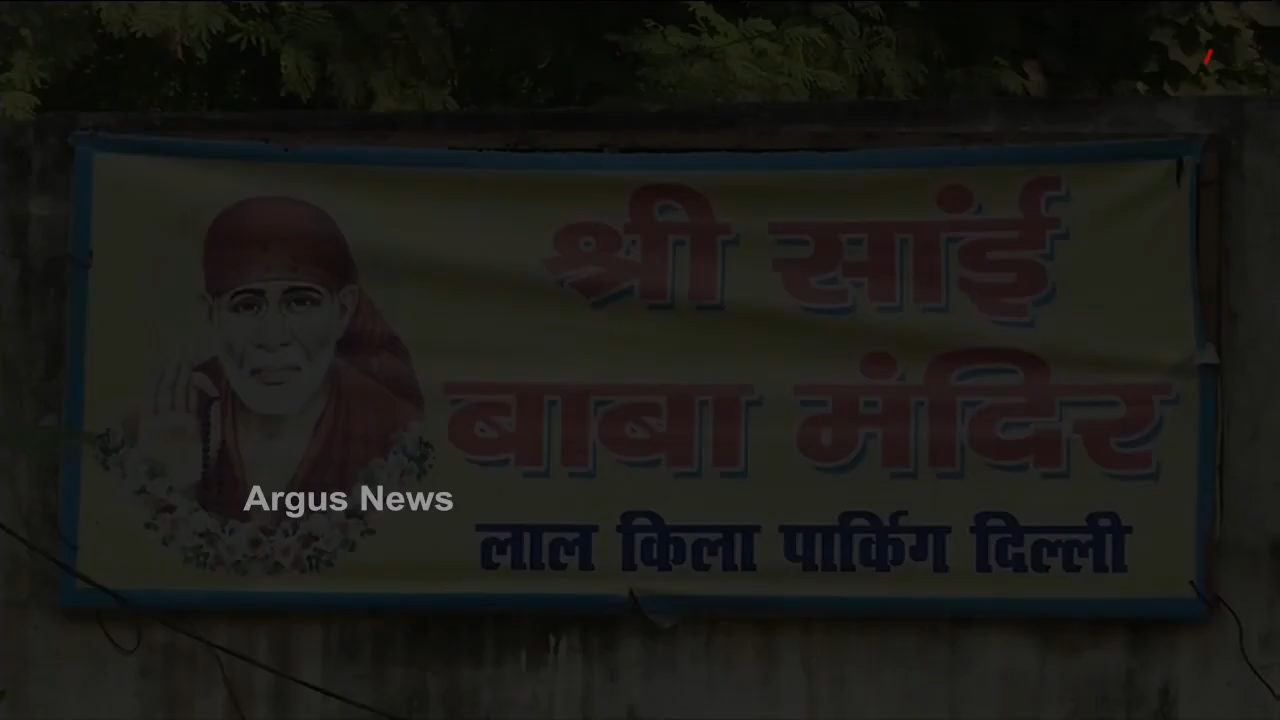 श्री सांई
बाबा मंदिर
Argus News
लाल किला पार्किंग दिल्ली